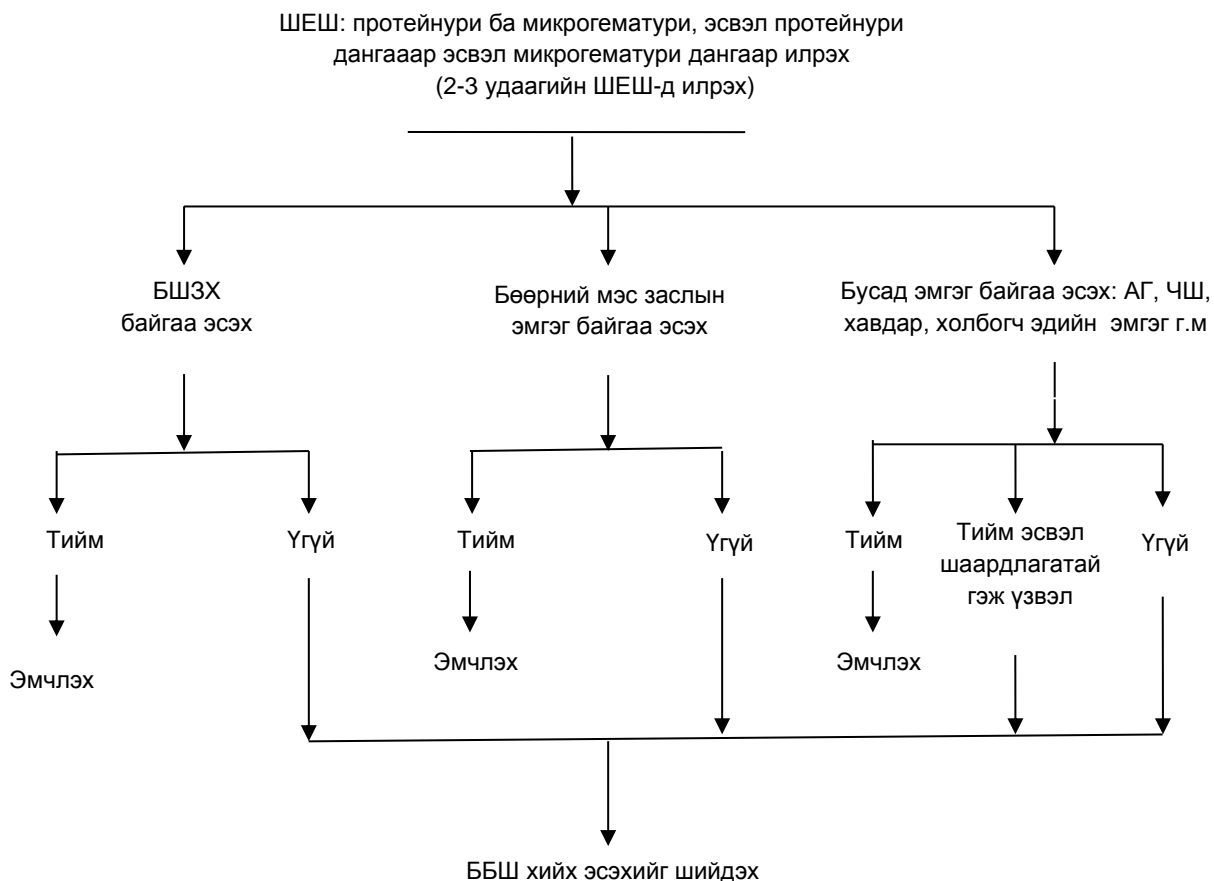 ШЕШ: протейнури ба микрогематури, эсвэл протейнури
дангааар эсвэл микрогематури дангаар илрэх
(2-3 удаагийн ШЕШ-д илрэх)
БШЗХ
байгаа эсэх
Бөөрний мэс заслын
эмгэг байгаа эсэх
Бусад эмгэг байгаа эсэх: АГ, ЧШ,
хавдар, холбогч эдийн эмгэг г.м
Тийм
Үгүй
Тийм
Үгүй
Тийм
Тийм эсвэл
шаардлагатай
гэж үзвэл
Үгүй
Эмчлэх
Эмчлэх
Эмчлэх
ББШ хийх эсэхийг шийдэх